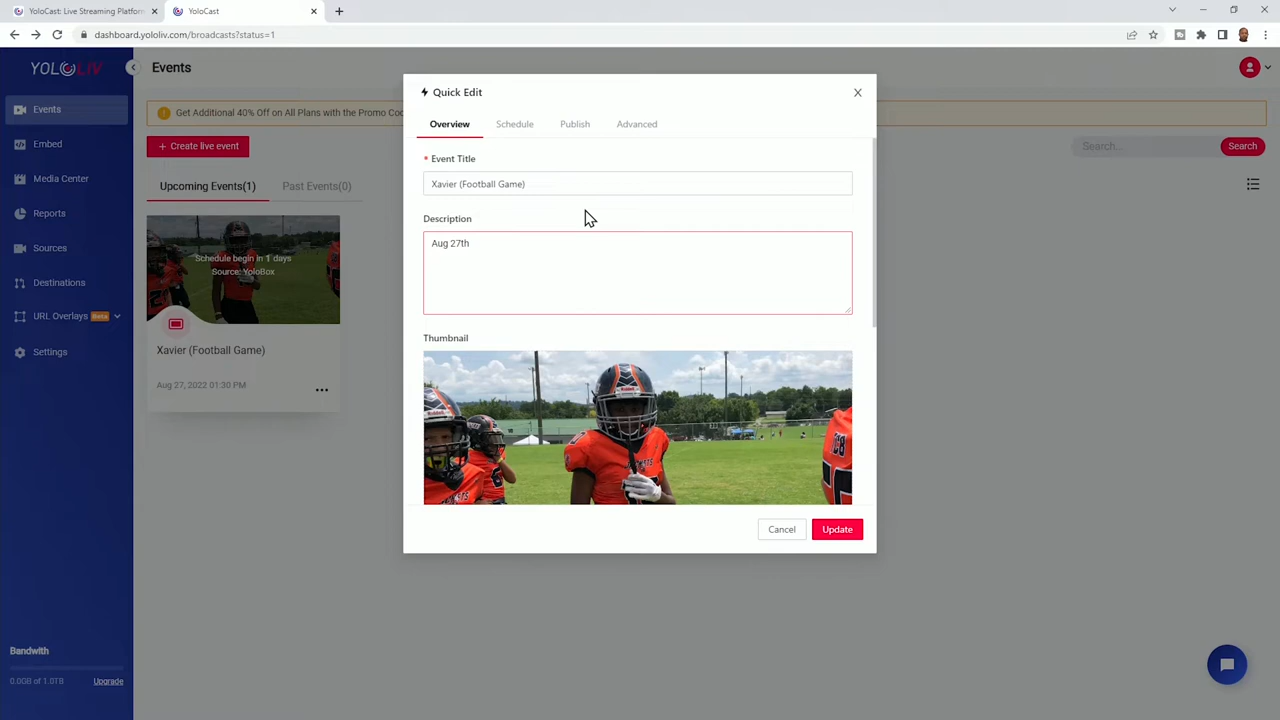 YoloCast: Live Streaming Platform
YoloCast
dashboard.yololiv.com/broadcasts?status=1
YOLOLIV
Events
Events
Get Additional 40% Off on All Plans with the Promo Cod
Embed
Media Center
Reports
Sources
Destinations
URL Overlays Beta
Settings
+ Create live event
Search...
Search
Upcoming Events(1)
Past Events(0)
Schedule begin in 1 days
Source: YoloBox
Xavier (Football Game)
Aug 27, 2022 01:30 PM
Quick Edit
Overview
Schedule
Publish
Advanced
* Event Title
Xavier (Football Game)
Description
Aug 27th
Thumbnail
Cancel
Update
Bandwith
0.0GB of 1.0TB
Upgrade